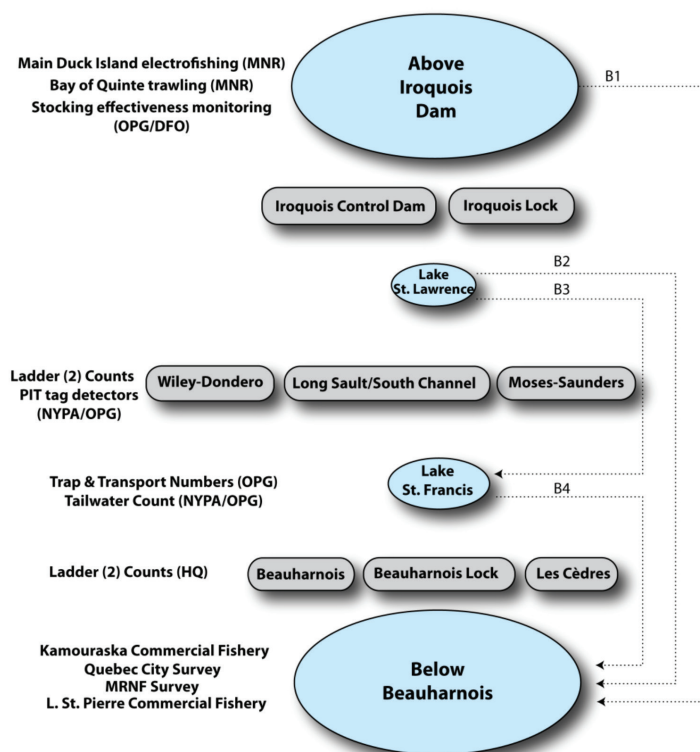 Main Duck Island electrofishing (MNR)
Bay of Quinte trawling (MNR)
Stocking effectiveness monitoring
(OPG/DFO)
Above
Iroquois
Dam
B1
Iroquois Control Dam
Iroquois Lock
Lake
St. Lawrence
B2
B3
Ladder (2) Counts
PIT tag detectors
(NYPA/OPG)
Wiley-Dondero
Long Sault/South Channel
Moses-Saunders
Trap & Transport Numbers (OPG)
Tailwater Count (NYPA/OPG)
Lake
St. Francis
B4
Ladder (2) Counts (HQ)
Beauharnois
Beauharnois Lock
Les Cèdres
Kamouraska Commercial Fishery
Quebec City Survey
MRNF Survey
L. St. Pierre Commercial Fishery
Below
Beauharnois